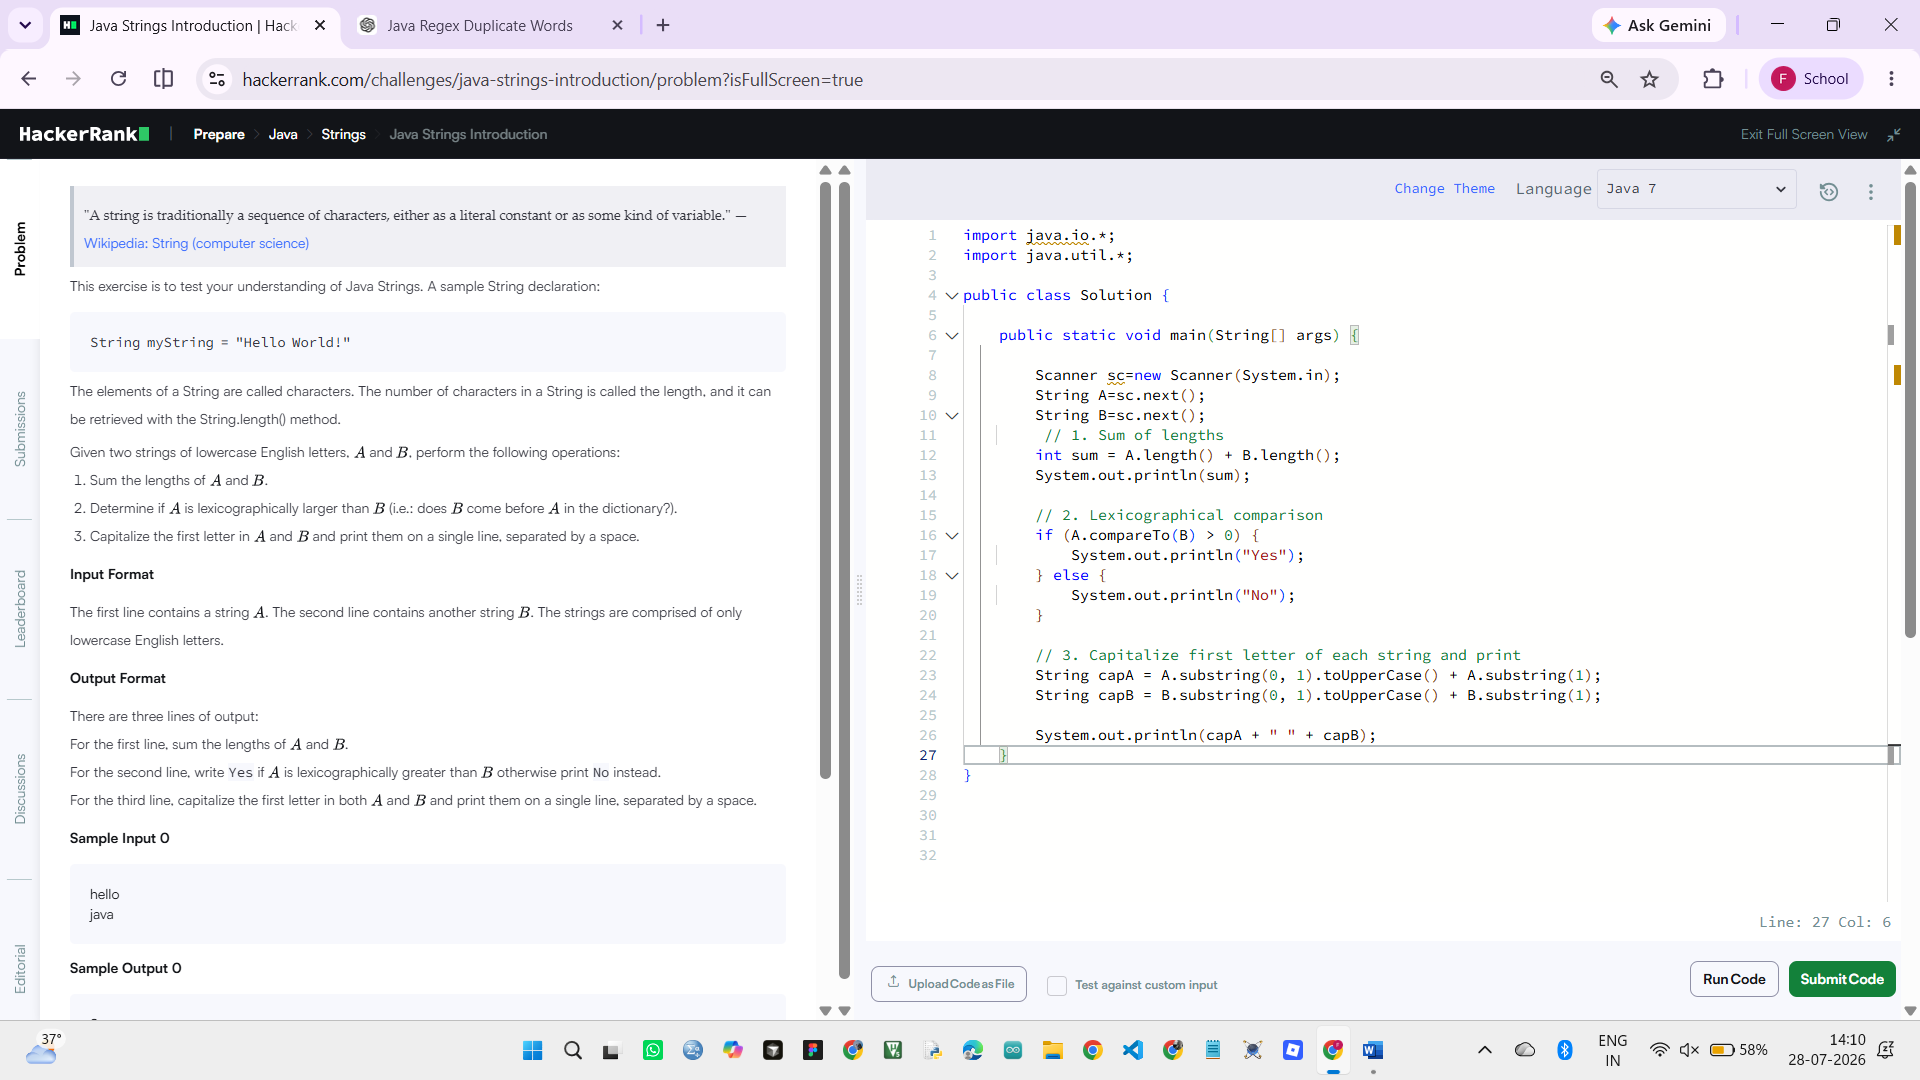 Java Strings Introduction | Hack
Java Regex Duplicate Words
Ask Gemini
hackerrank.com/challenges/java-strings-introduction/problem?isFullScreen=true
F School
HackerRank
Prepare
Java
Strings
Java Strings Introduction
Exit Full Screen View
Problem
Submissions
Leaderboard
Discussions
Editorial
"A string is traditionally a sequence of characters, either as a literal constant or as some kind of variable." —
Wikipedia: String (computer science)
This exercise is to test your understanding of Java Strings. A sample String declaration:
String myString = "Hello World!"
The elements of a String are called characters. The number of characters in a String is called the length, and it can
be retrieved with the String.length() method.
Given two strings of lowercase English letters, A and B, perform the following operations:
1. Sum the lengths of A and B.
2. Determine if A is lexicographically larger than B (i.e.: does B come before A in the dictionary?).
3. Capitalize the first letter in A and B and print them on a single line, separated by a space.
Input Format
The first line contains a string A. The second line contains another string B. The strings are comprised of only
lowercase English letters.
Output Format
There are three lines of output:
For the first line, sum the lengths of A and B.
For the second line, write Yes if A is lexicographically greater than B otherwise print No instead.
For the third line, capitalize the first letter in both A and B and print them on a single line, separated by a space.
Sample Input 0
hello
java
Sample Output 0
Change Theme
Language
Java 7
1 import java.io.*;
2 import java.util.*;
3
4 public class Solution {
5
6 public static void main(String[] args) {
7
8 Scanner sc=new Scanner(System.in);
9 String A=sc.next();
10 String B=sc.next();
11 // 1. Sum of lengths
12 int sum = A.length() + B.length();
13 System.out.println(sum);
14
15 // 2. Lexicographical comparison
16 if (A.compareTo(B) > 0) {
17 System.out.println("Yes");
18 } else {
19 System.out.println("No");
20 }
21
22 // 3. Capitalize first letter of each string and print
23 String capA = A.substring(0, 1).toUpperCase() + A.substring(1);
24 String capB = B.substring(0, 1).toUpperCase() + B.substring(1);
25
26 System.out.println(capA + " " + capB);
27 }
28 }
29
30
31
32
Line: 27 Col: 6
Upload Code as File
Test against custom input
Run Code
Submit Code
37°
ENG
IN
58%
14:10
28-07-2026